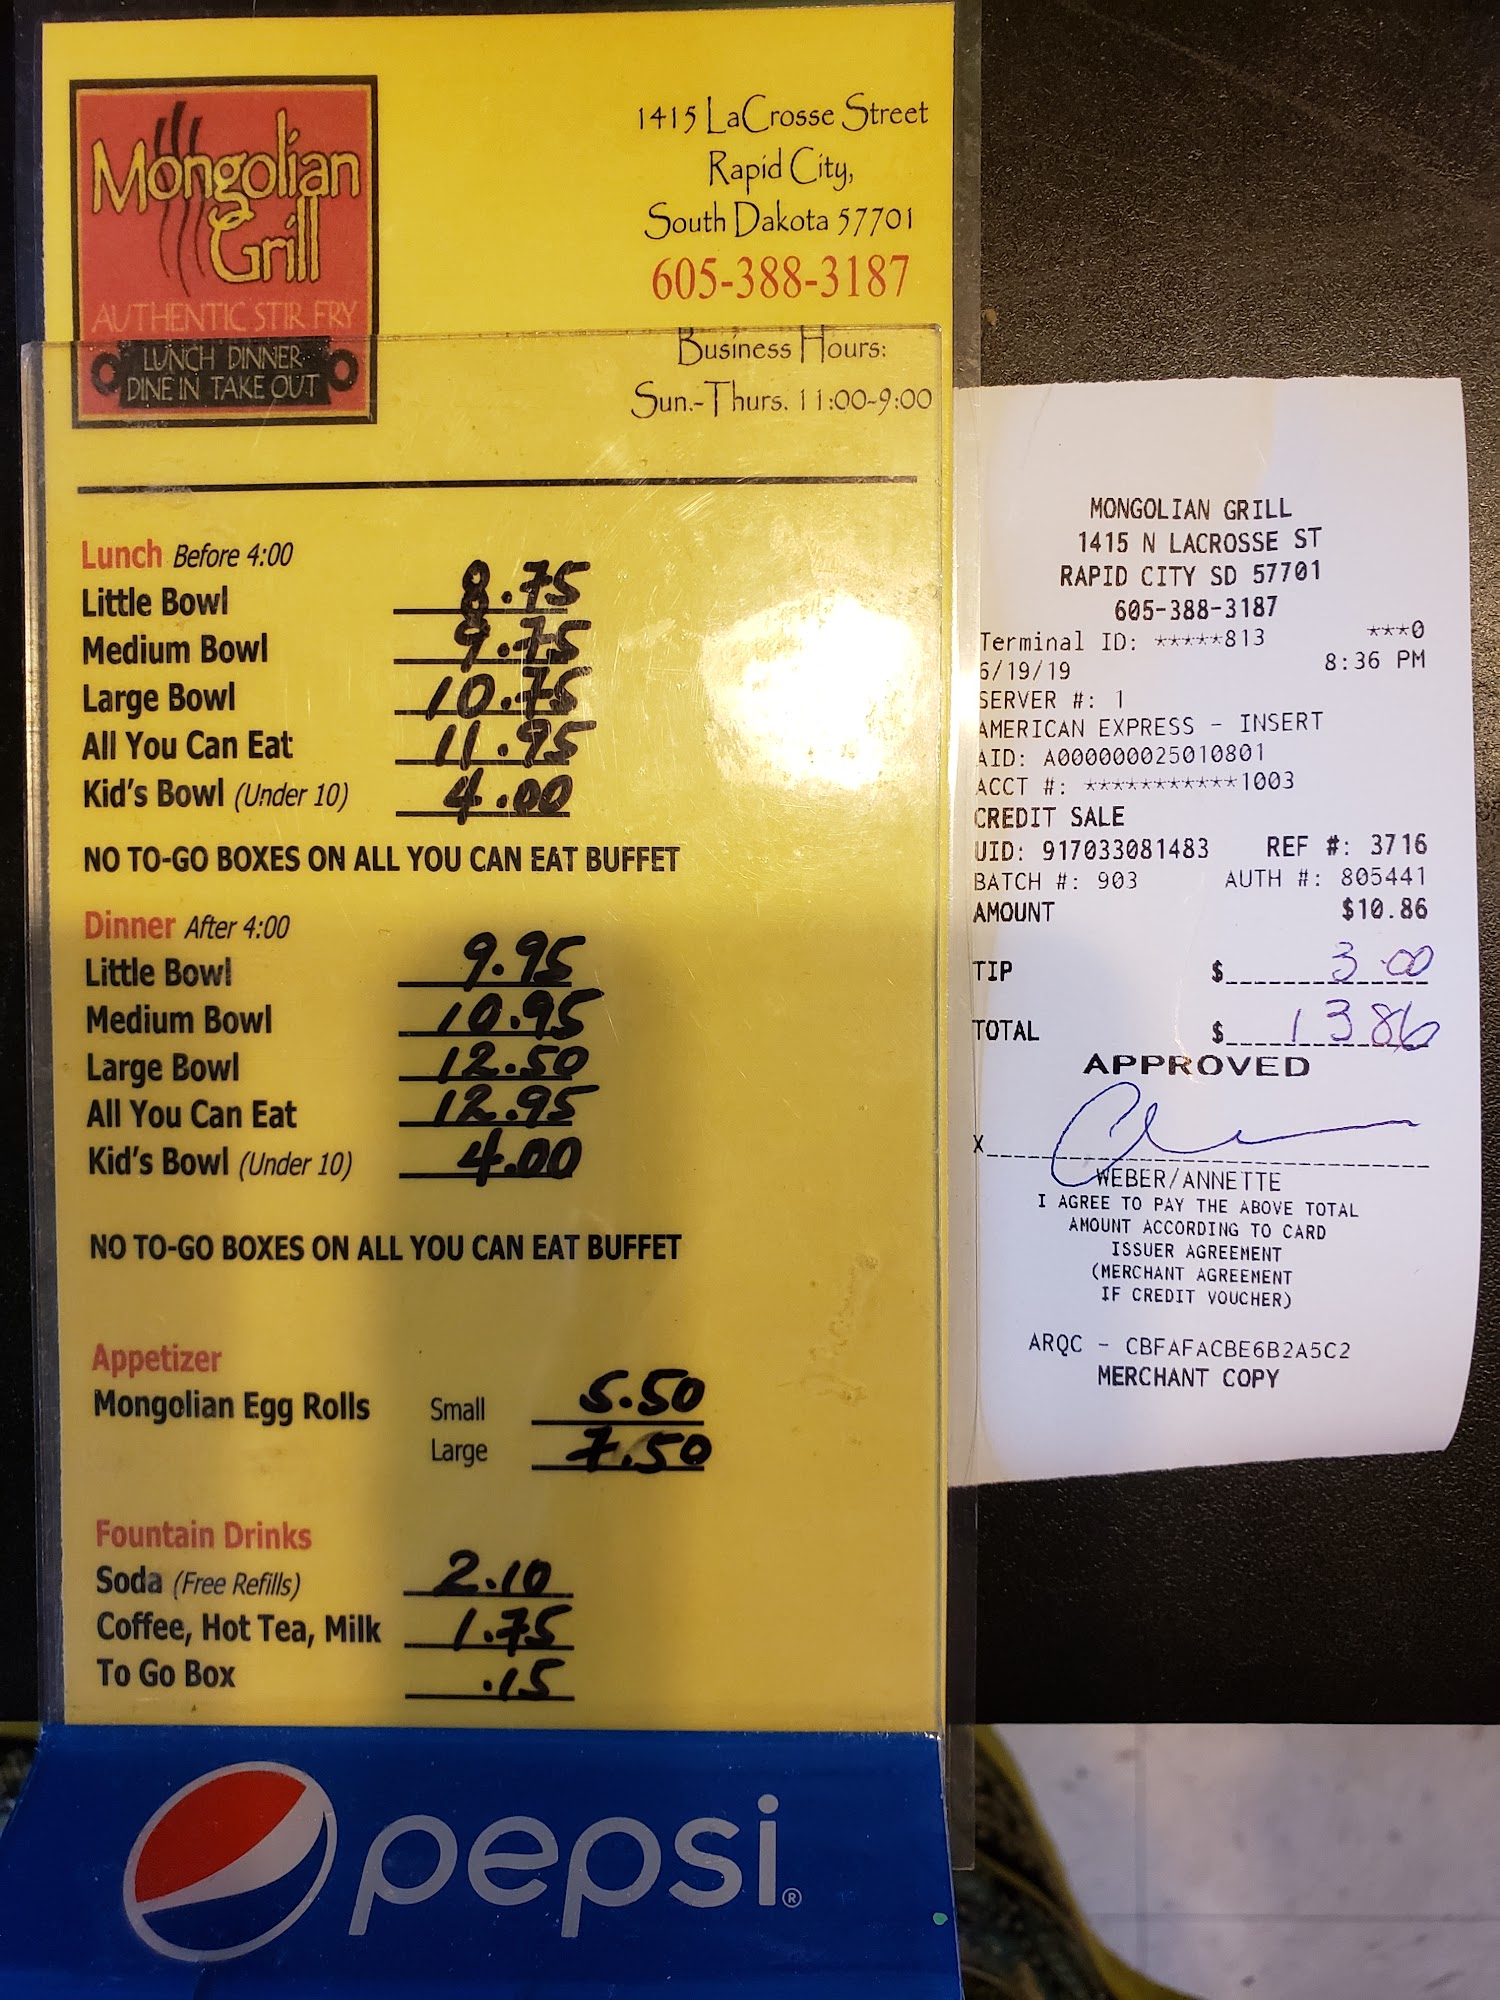 Mongolian
Grill
AUTHENTIC STIR FRY
LUNCH DINNER
DINE IN TAKE OUT
1415 LaCrosse Street
Rapid City,
South Dakota 57701
605-388-3187
Business Hours:
Sun.-Thurs. 11:00-9:00
Lunch Before 4:00
Little Bowl 8.75
Medium Bowl 9.75
Large Bowl 10.75
All You Can Eat 11.95
Kid's Bowl (Under 10) 4.00
NO TO-GO BOXES ON ALL YOU CAN EAT BUFFET
Dinner After 4:00
Little Bowl 9.95
Medium Bowl 10.95
Large Bowl 12.50
All You Can Eat 12.95
Kid's Bowl (Under 10) 4.00
NO TO-GO BOXES ON ALL YOU CAN EAT BUFFET
Appetizer
Mongolian Egg Rolls Small 5.50
Large 7.50
Fountain Drinks
Soda (Free Refills) 2.10
Coffee, Hot Tea, Milk 1.75
To Go Box .15
pepsi®
MONGOLIAN GRILL
1415 N LACROSSE ST
RAPID CITY SD 57701
605-388-3187
Terminal ID: *****813 ***0
6/19/19 8:36 PM
SERVER #: 1
AMERICAN EXPRESS - INSERT
AID: A000000025010801
ACCT #: ***********1003
CREDIT SALE
UID: 917033081483 REF #: 3716
BATCH #: 903 AUTH #: 805441
AMOUNT $10.86
TIP $ 3.00
TOTAL $ 13 86
APPROVED
X
WEBER/ANNETTE
I AGREE TO PAY THE ABOVE TOTAL
AMOUNT ACCORDING TO CARD
ISSUER AGREEMENT
(MERCHANT AGREEMENT
IF CREDIT VOUCHER)
ARQC - CBFAFACBE6B2A5C2
MERCHANT COPY